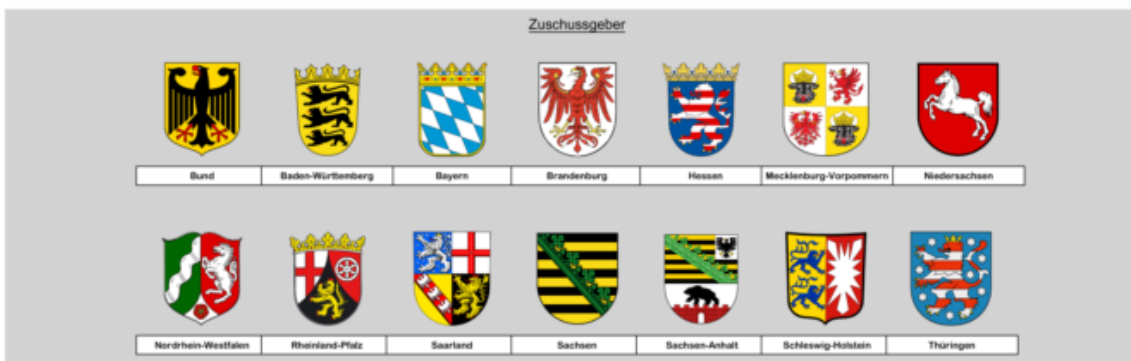 Zuschussgeber
Bund Baden-Württemberg Bayern Brandenburg Hessen Mecklenburg-Vorpommern Niedersachsen
Nordrhein-Westfalen Rheinland-Pfalz Saarland Sachsen Sachsen-Anhalt Schleswig-Holstein Thüringen